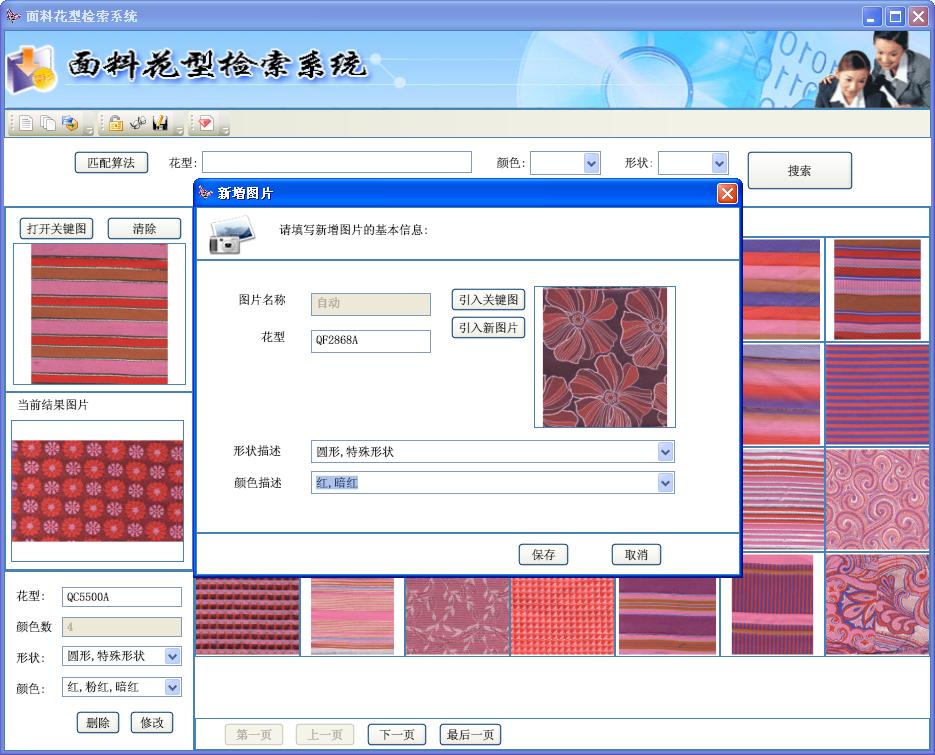 面料花型检索系统
面料花型检索系统
匹配算法 花型: 颜色: 形状: 搜索
打开关键图 清除
当前结果图片
花型: QC5500A
颜色数 4
形状: 圆形,特殊形状
颜色: 红,粉红,暗红
删除 修改
新增图片
请填写新增图片的基本信息:
图片名称 自动 引入关键图
引入新图片
花型 QF2868A
形状描述 圆形,特殊形状
颜色描述 红,暗红
保存 取消
第一页 上一页 下一页 最后一页